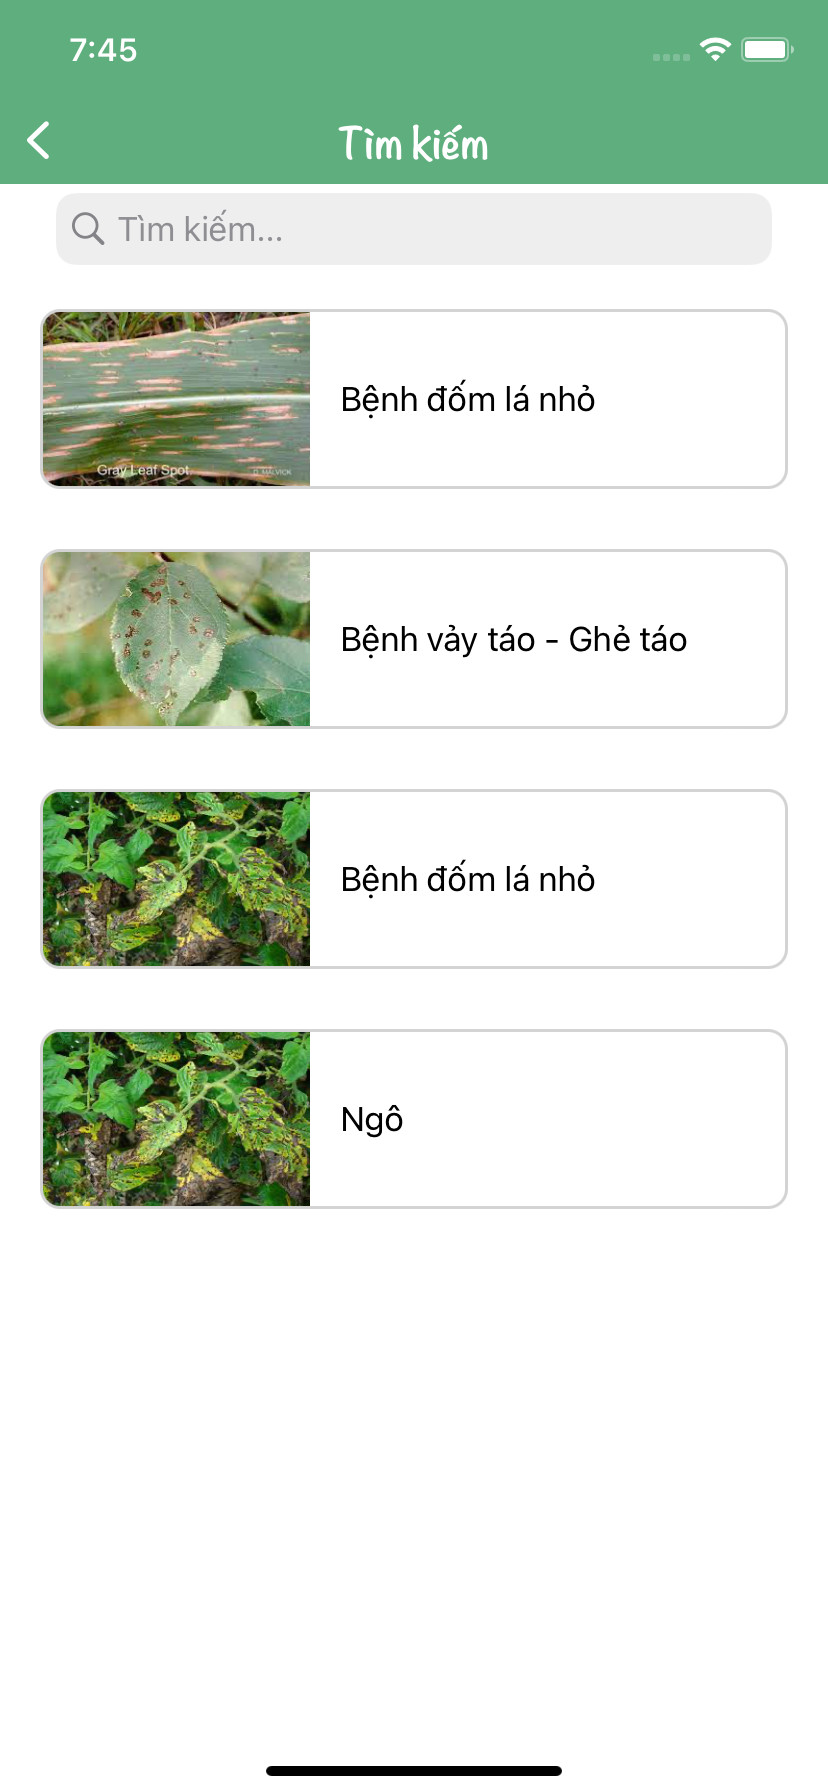 7:45
Tìm kiếm
Tìm kiếm...
Bệnh đốm lá nhỏ
Gray Leaf Spot
D. MALVICK
Bệnh vảy táo - Ghẻ táo
Bệnh đốm lá nhỏ
Ngô